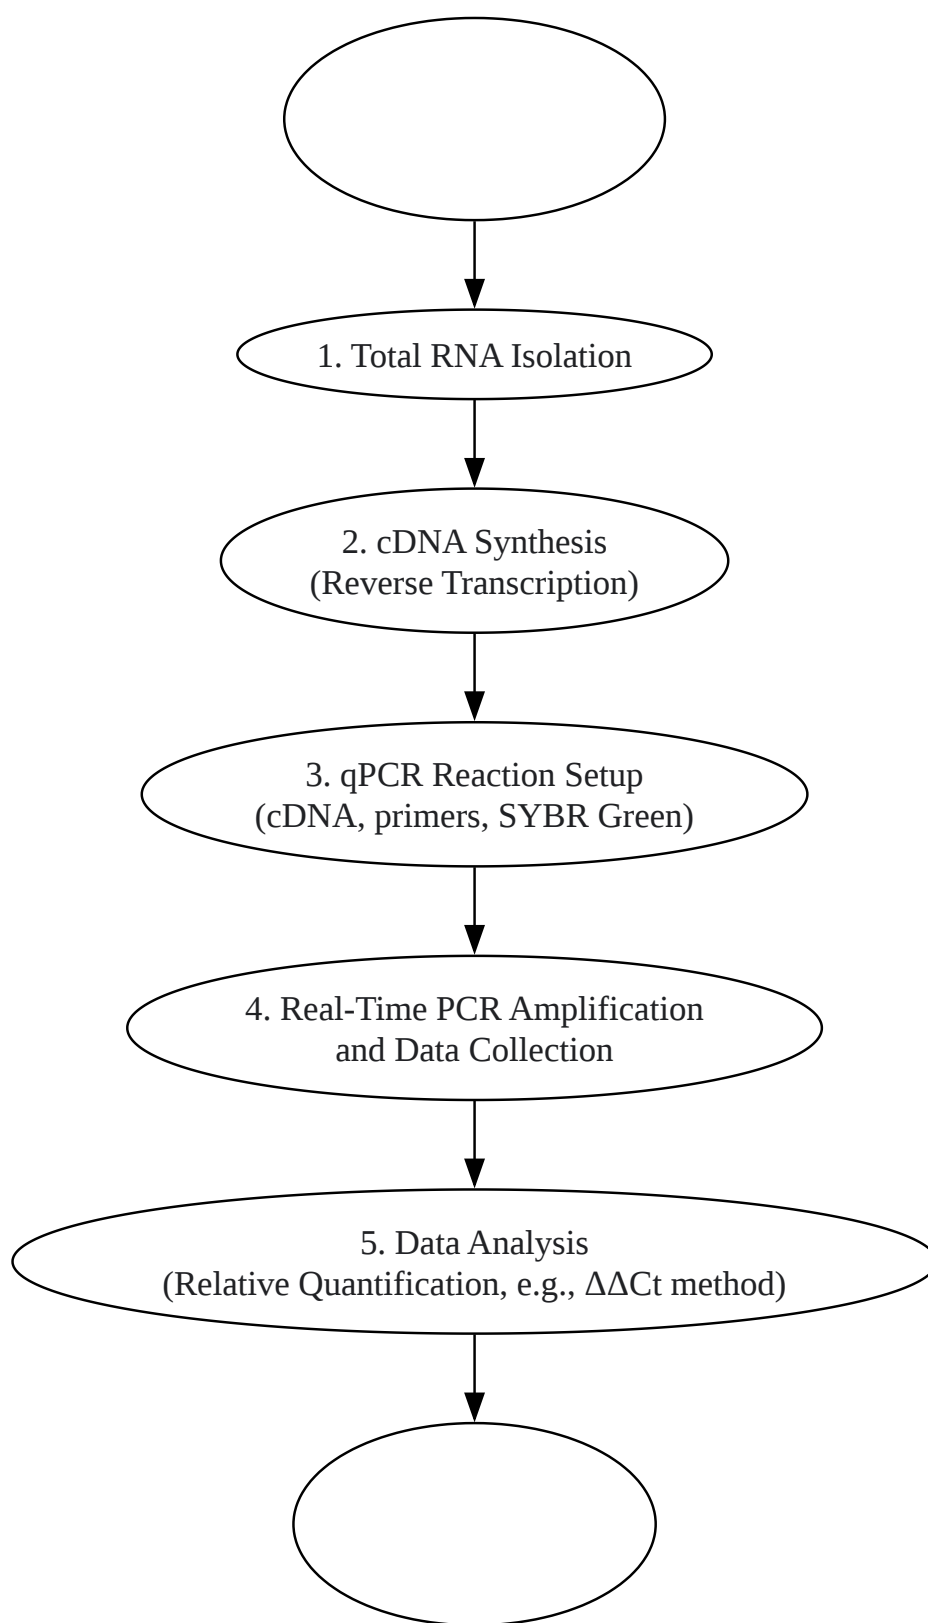 1. Total RNA Isolation
2. cDNA Synthesis
(Reverse Transcription)
3. qPCR Reaction Setup
(cDNA, primers, SYBR Green)
4. Real-Time PCR Amplification
and Data Collection
5. Data Analysis
(Relative Quantification, e.g., ΔΔCt method)